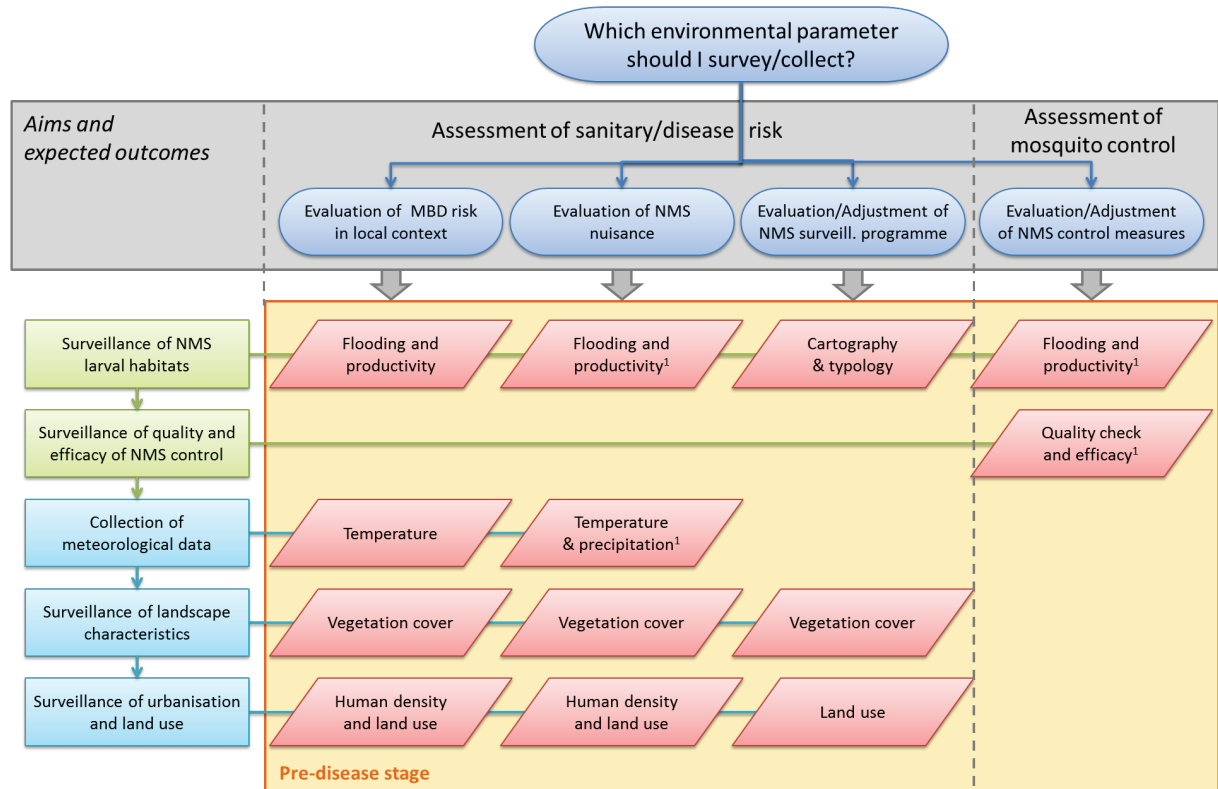 Which environmental parameter
should I survey/collect?
Aims and
expected outcomes
Assessment of sanitary/disease risk
Assessment of
mosquito control
Evaluation of MBD risk
in local context
Evaluation of NMS
nuisance
Evaluation/Adjustment of
NMS surveill. programme
Evaluation/Adjustment
of NMS control measures
Surveillance of NMS
larval habitats
Flooding and
productivity
Flooding and
productivity¹
Cartography
& typology
Flooding and
productivity¹
Surveillance of quality and
efficacy of NMS control
Quality check
and efficacy¹
Collection of
meteorological data
Temperature
Temperature
& precipitation¹
Surveillance of landscape
characteristics
Vegetation cover
Vegetation cover
Vegetation cover
Surveillance of urbanisation
and land use
Human density
and land use
Human density
and land use
Land use
Pre-disease stage